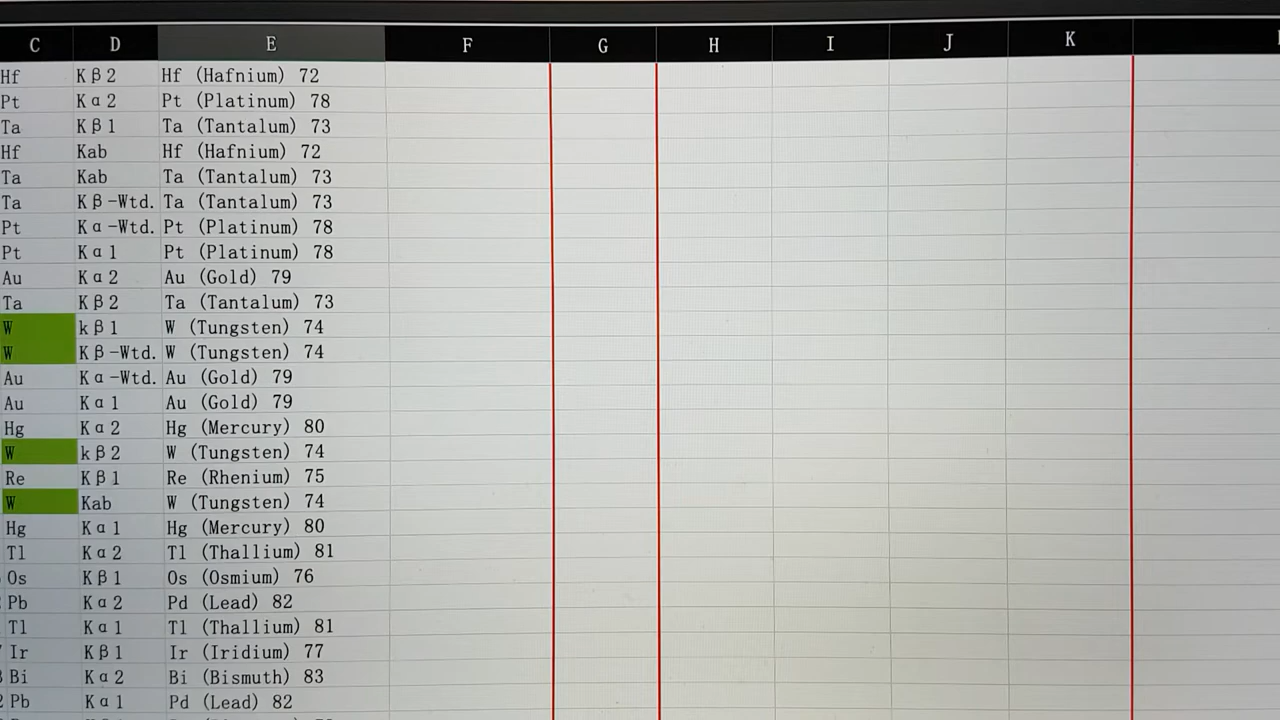 C D E F G H I J K
Hf Kβ2 Hf (Hafnium) 72
Pt Kα2 Pt (Platinum) 78
Ta Kβ1 Ta (Tantalum) 73
Hf Kab Hf (Hafnium) 72
Ta Kab Ta (Tantalum) 73
Ta Kβ-Wtd. Ta (Tantalum) 73
Pt Kα-Wtd. Pt (Platinum) 78
Pt Kα1 Pt (Platinum) 78
Au Kα2 Au (Gold) 79
Ta Kβ2 Ta (Tantalum) 73
W kβ1 W (Tungsten) 74
W Kβ-Wtd. W (Tungsten) 74
Au Kα-Wtd. Au (Gold) 79
Au Kα1 Au (Gold) 79
Hg Kα2 Hg (Mercury) 80
W kβ2 W (Tungsten) 74
Re Kβ1 Re (Rhenium) 75
W Kab W (Tungsten) 74
Hg Kα1 Hg (Mercury) 80
Tl Kα2 Tl (Thallium) 81
Os Kβ1 Os (Osmium) 76
Pb Kα2 Pd (Lead) 82
Tl Kα1 Tl (Thallium) 81
Ir Kβ1 Ir (Iridium) 77
Bi Kα2 Bi (Bismuth) 83
Pb Kα1 Pd (Lead) 82